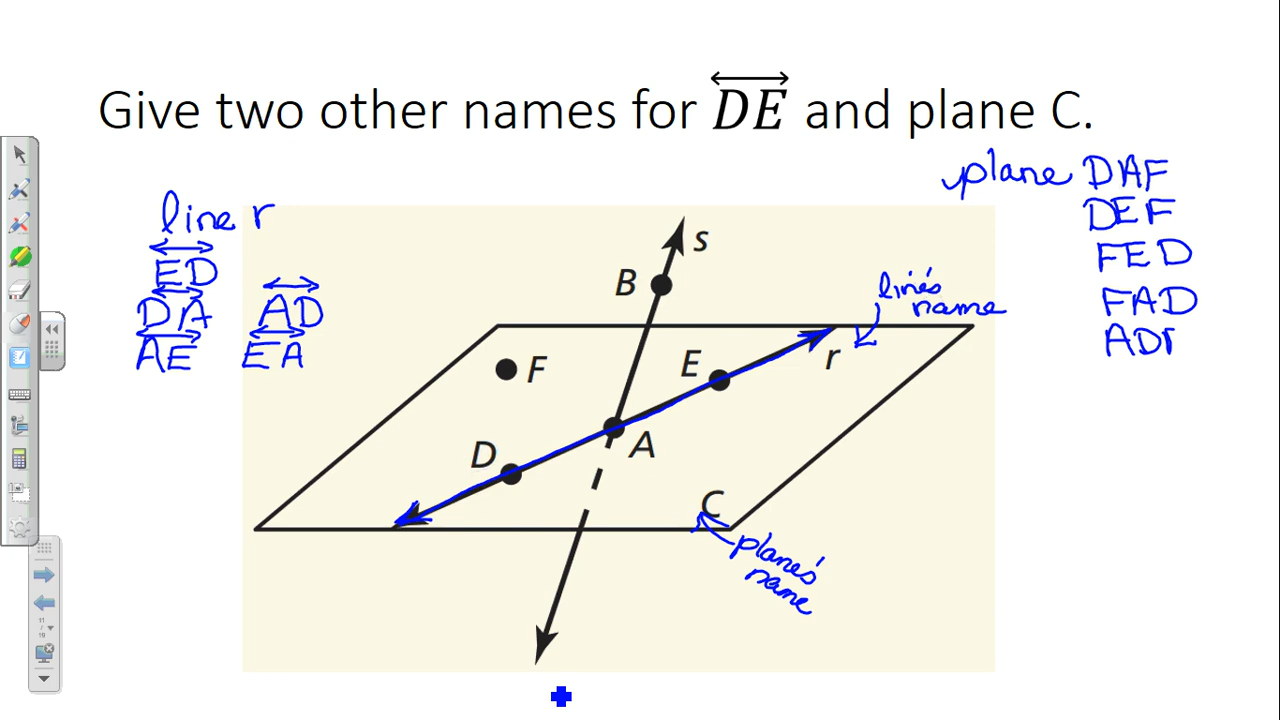 Give two other names for DE and plane C.
plane DAF
DEF
FED
FAD
line r
ED
DA AD
AE EA
s
B
line's
name
F
E
r
D
A
C
plane's
name